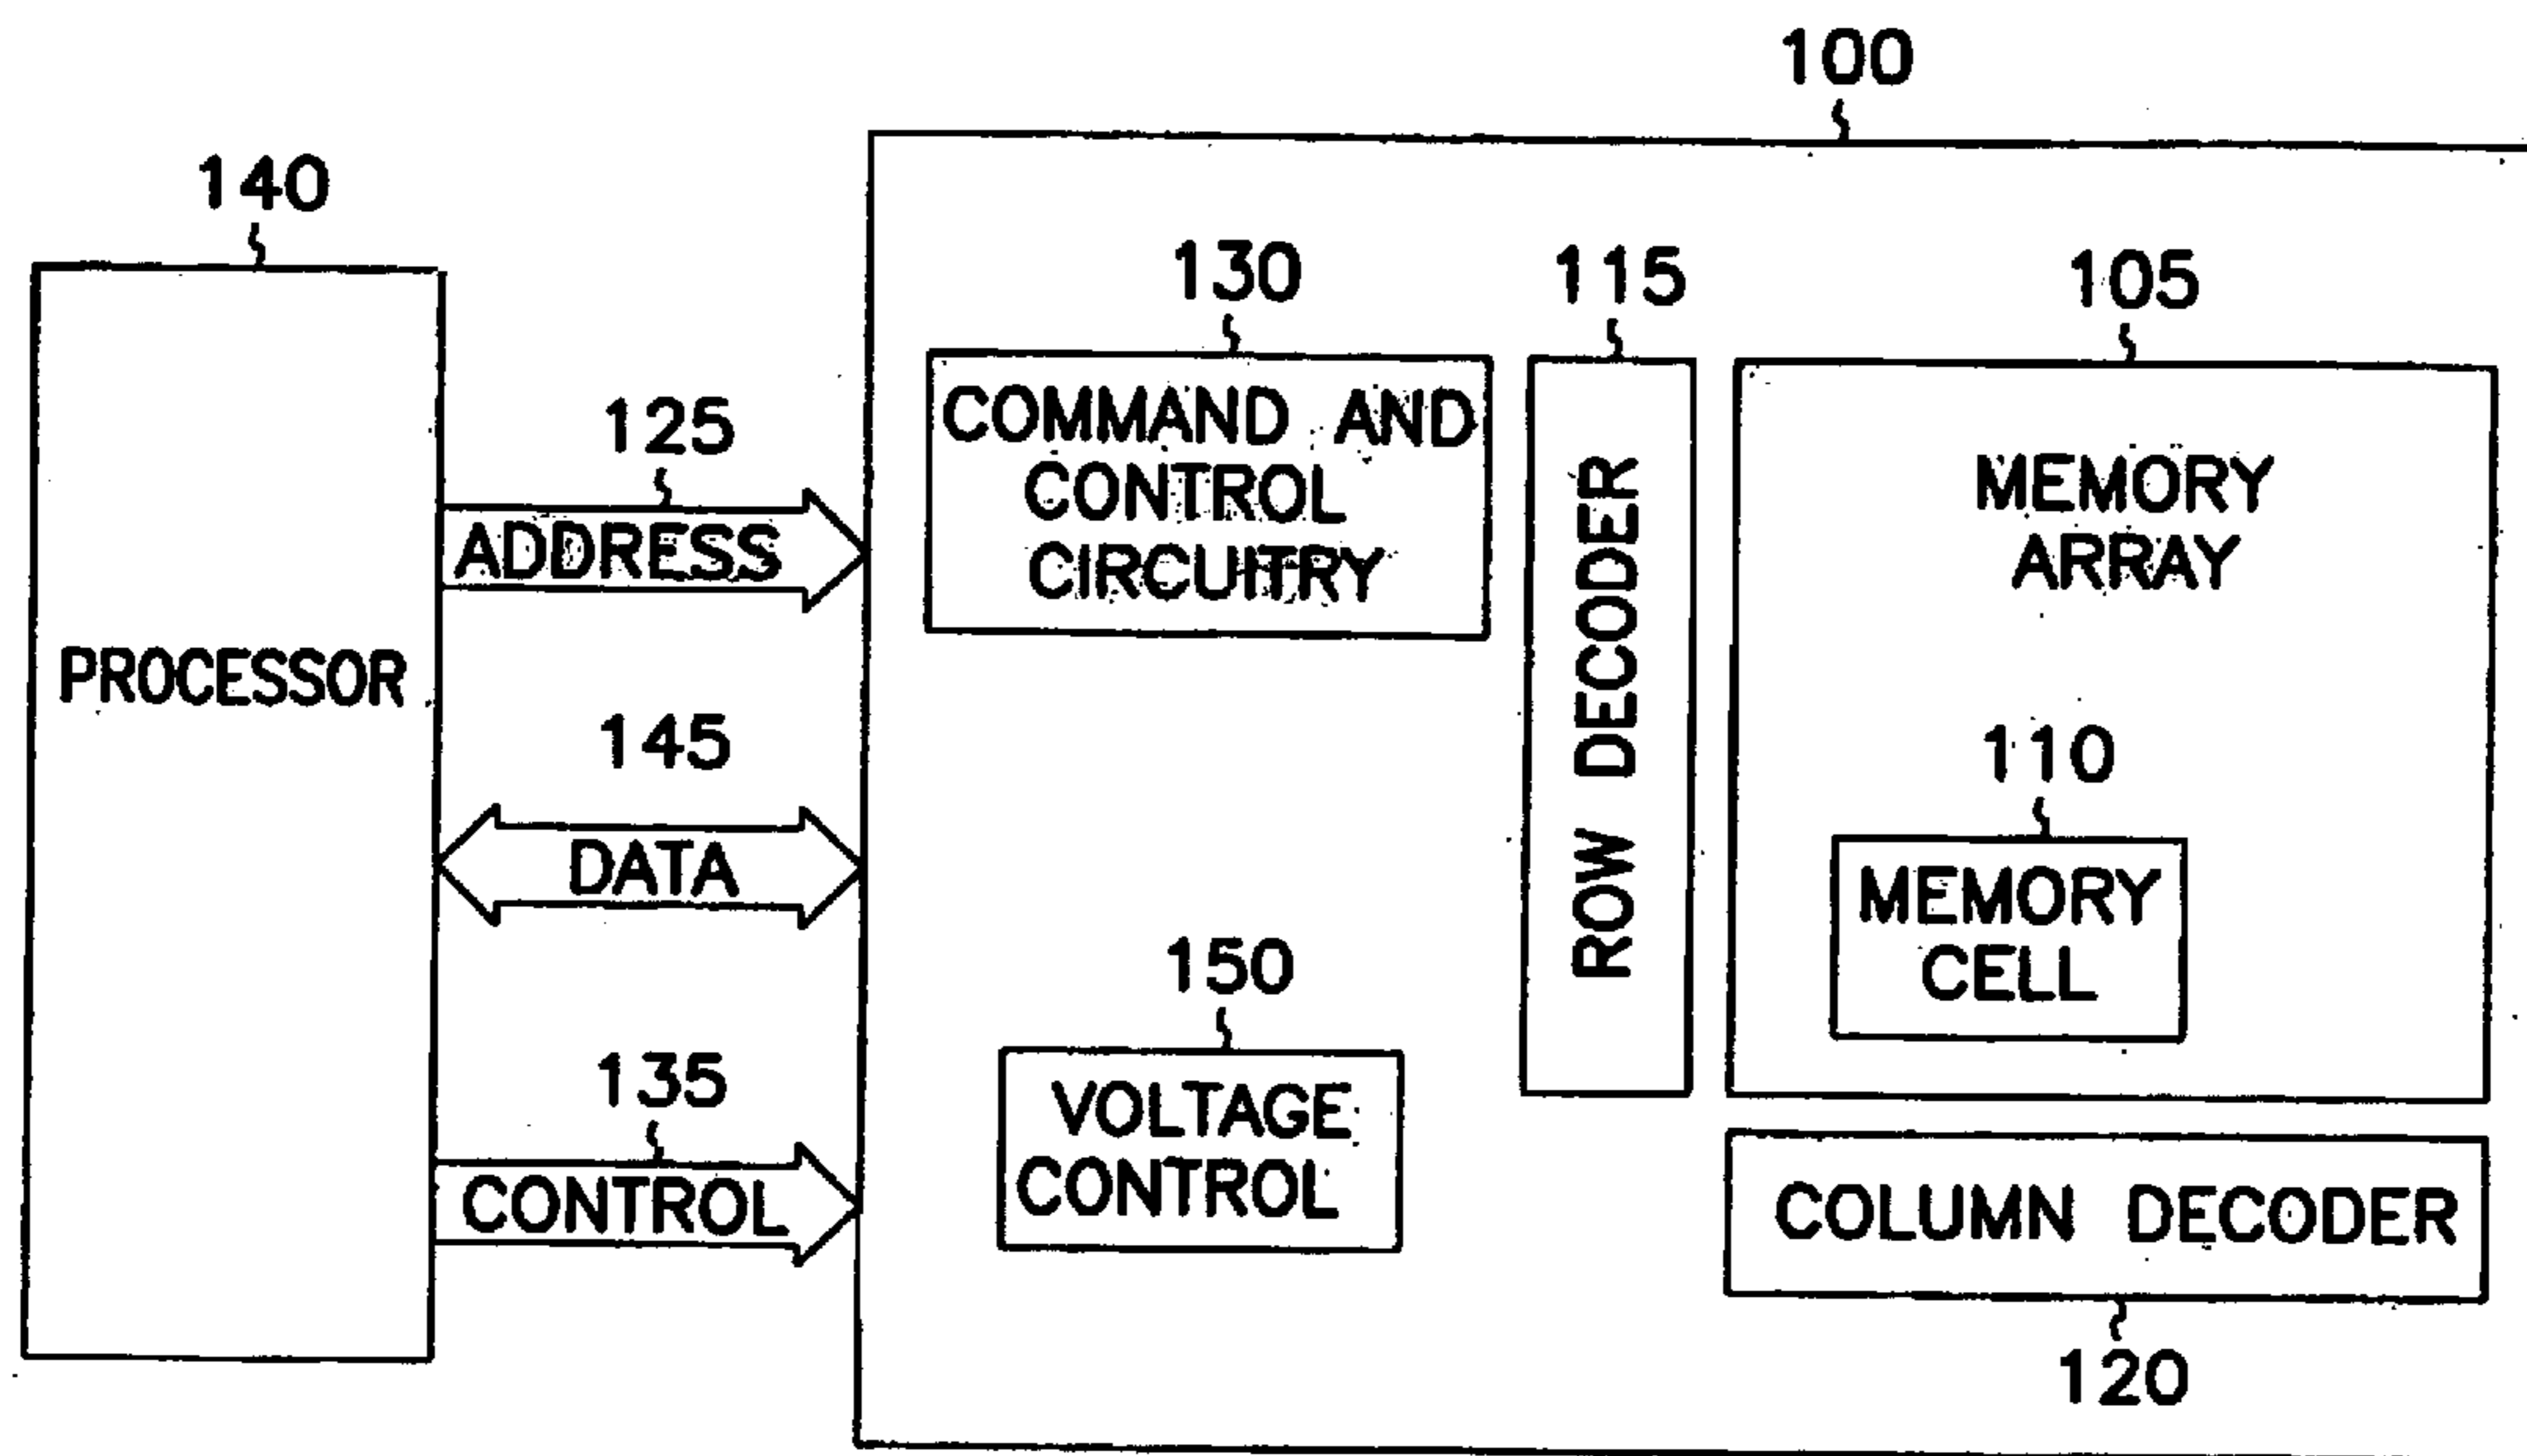 100
140
130
115
105
COMMAND AND
CONTROL
CIRCUITRY
ROW DECODER
MEMORY
ARRAY
125
ADDRESS
PROCESSOR
145
DATA
110
MEMORY
CELL
150
VOLTAGE
CONTROL
135
CONTROL
COLUMN DECODER
120